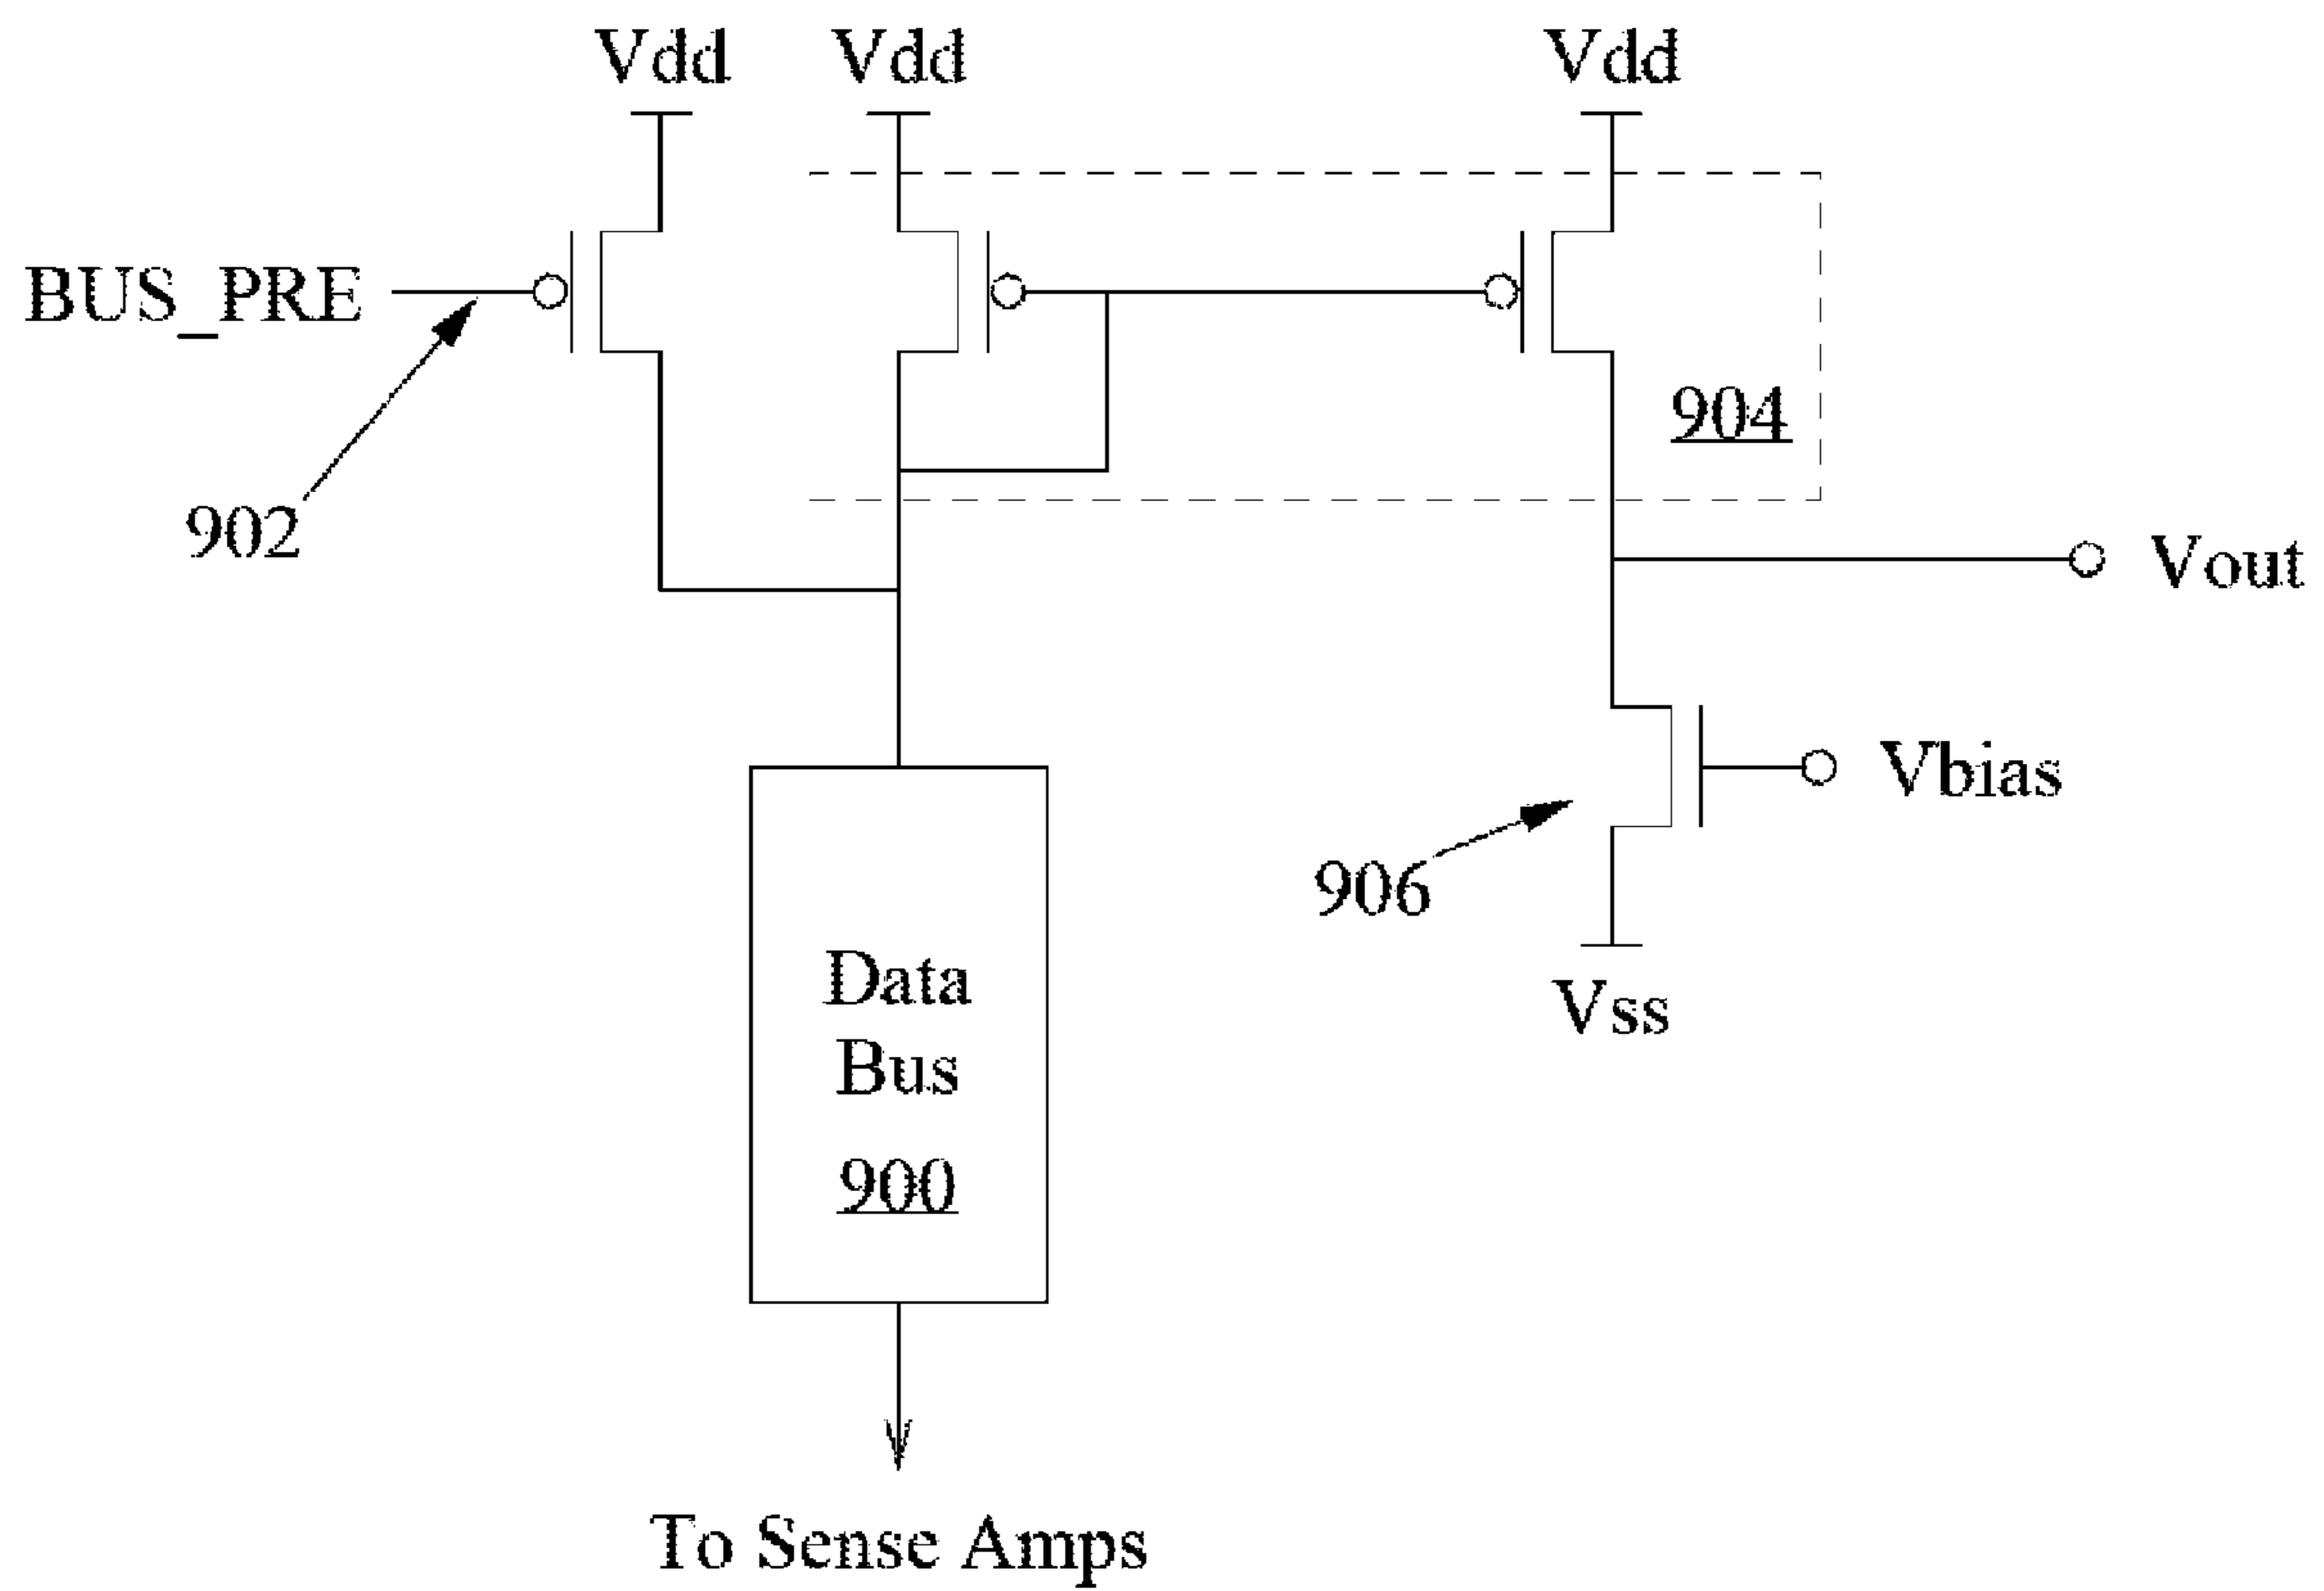 Vdd
Vdd
Vdd
BUS_PRE
904
902
Vout
Vbias
906
Data
Bus
900
Vss
To Sense Amps